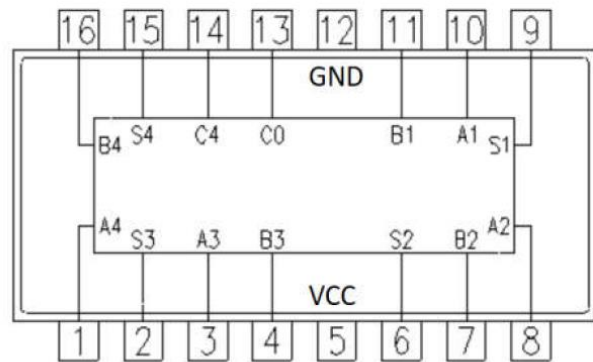 16 15 14 13 12 11 10 9
GND
B4 S4 C4 C0 B1 A1 S1
A4 S3 A3 B3 S2 B2 A2
VCC
1 2 3 4 5 6 7 8